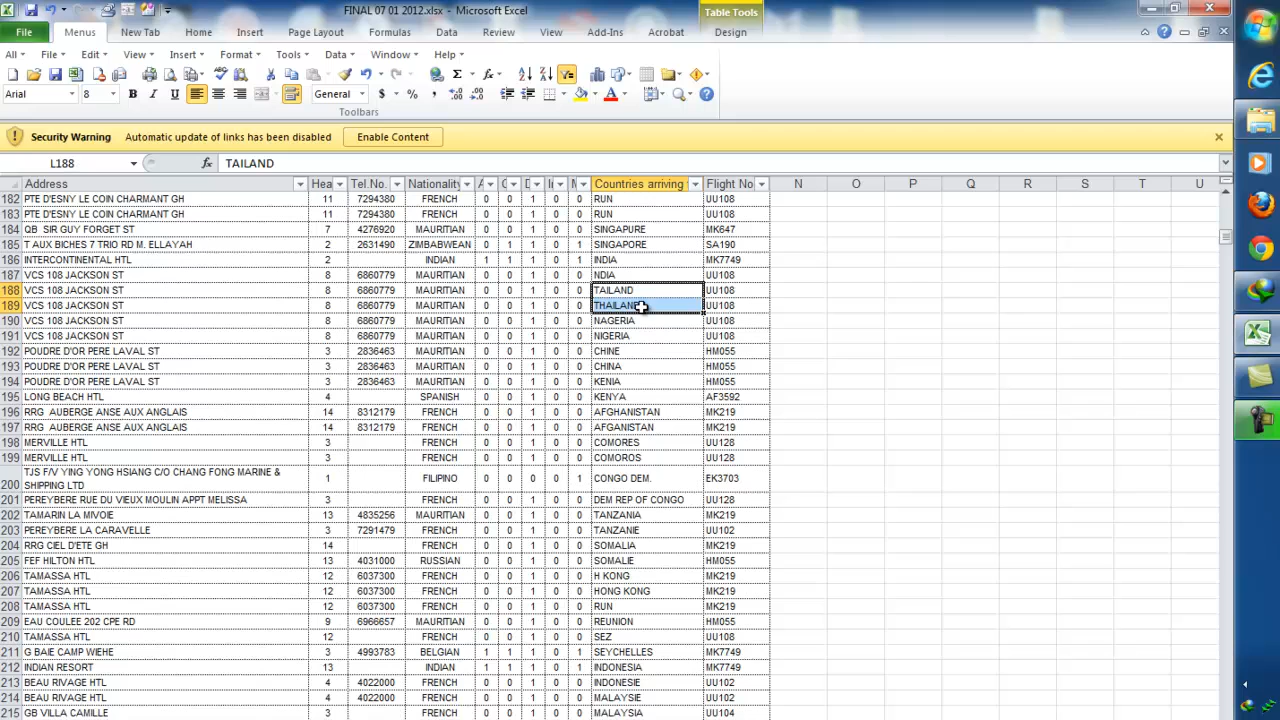 FINAL 07 01 2012.xlsx - Microsoft Excel
Table Tools
File Menus New Tab Home Insert Page Layout Formulas Data Review View Add-Ins Acrobat Design
All File Edit View Insert Format Tools Data Window Help
Arial 8 B I U General $ %
Toolbars
Security Warning Automatic update of links has been disabled Enable Content
L188 fx TAILAND
Address Hea Tel.No. Nationality Countries arriving Flight No N O P Q R S T U
182 PTE D'ESNY LE COIN CHARMANT GH 11 7294380 FRENCH 0 0 1 0 0 RUN UU108
183 PTE D'ESNY LE COIN CHARMANT GH 11 7294380 FRENCH 0 0 1 0 0 RUN UU108
184 QB SIR GUY FORGET ST 7 4276920 MAURITIAN 0 0 1 0 0 SINGAPURE MK647
185 T AUX BICHES 7 TRIO RD M. ELLAYAH 2 2631490 ZIMBABWEAN 0 1 1 0 1 SINGAPORE SA190
186 INTERCONTINENTAL HTL 2 INDIAN 1 1 1 0 1 INDIA MK7749
187 VCS 108 JACKSON ST 8 6860779 MAURITIAN 0 0 1 0 0 NDIA UU108
188 VCS 108 JACKSON ST 8 6860779 MAURITIAN 0 0 1 0 0 TAILAND UU108
189 VCS 108 JACKSON ST 8 6860779 MAURITIAN 0 0 1 0 0 THAILAND UU108
190 VCS 108 JACKSON ST 8 6860779 MAURITIAN 0 0 1 0 0 NAGERIA UU108
191 VCS 108 JACKSON ST 8 6860779 MAURITIAN 0 0 1 0 0 NIGERIA UU108
192 POUDRE D'OR PERE LAVAL ST 3 2836463 MAURITIAN 0 0 1 0 0 CHINE HM055
193 POUDRE D'OR PERE LAVAL ST 3 2836463 MAURITIAN 0 0 1 0 0 CHINA HM055
194 POUDRE D'OR PERE LAVAL ST 3 2836463 MAURITIAN 0 0 1 0 0 KENIA HM055
195 LONG BEACH HTL 4 SPANISH 0 0 1 0 0 KENYA AF3592
196 RRG AUBERGE ANSE AUX ANGLAIS 14 8312179 FRENCH 0 0 1 0 0 AFGHANISTAN MK219
197 RRG AUBERGE ANSE AUX ANGLAIS 14 8312179 FRENCH 0 0 1 0 0 AFGANISTAN MK219
198 MERVILLE HTL 3 FRENCH 0 0 1 0 0 COMORES UU128
199 MERVILLE HTL 3 FRENCH 0 0 1 0 0 COMOROS UU128
TJS F/V YING YONG HSIANG C/O CHANG FONG MARINE &
200 SHIPPING LTD 1 FILIPINO 0 0 0 0 1 CONGO DEM. EK3703
201 PEREYBERE RUE DU VIEUX MOULIN APPT MELISSA 3 FRENCH 0 0 1 0 0 DEM REP OF CONGO UU128
202 TAMARIN LA MIVOIE 13 4835256 MAURITIAN 0 0 1 0 0 TANZANIA MK219
203 PEREYBERE LA CARAVELLE 3 7291479 FRENCH 0 0 1 0 0 TANZANIE UU102
204 RRG CIEL D'ETE GH 14 FRENCH 0 0 1 0 0 SOMALIA MK219
205 FEF HILTON HTL 13 4031000 RUSSIAN 0 0 1 0 0 SOMALIE MK219
206 TAMASSA HTL 12 6037300 FRENCH 0 0 1 0 0 H KONG MK219
207 TAMASSA HTL 12 6037300 FRENCH 0 0 1 0 0 HONG KONG MK219
208 TAMASSA HTL 12 6037300 FRENCH 0 0 1 0 0 RUN MK219
209 EAU COULEE 202 CPE RD 9 6966657 MAURITIAN 0 0 1 0 0 REUNION HM055
210 TAMASSA HTL 12 FRENCH 0 0 1 0 0 SEZ UU108
211 G BAIE CAMP WIEHE 3 4993783 BELGIAN 1 1 1 0 1 SEYCHELLES MK7749
212 INDIAN RESORT 13 INDIAN 1 1 1 0 1 INDONESIA MK7749
213 BEAU RIVAGE HTL 4 4022000 FRENCH 0 0 1 0 0 INDONESIE UU102
214 BEAU RIVAGE HTL 4 4022000 FRENCH 0 0 1 0 0 MALAYSIE UU102
215 GB VILLA CAMILLE 3 FRENCH 0 0 1 0 0 MALAYSIA UU104